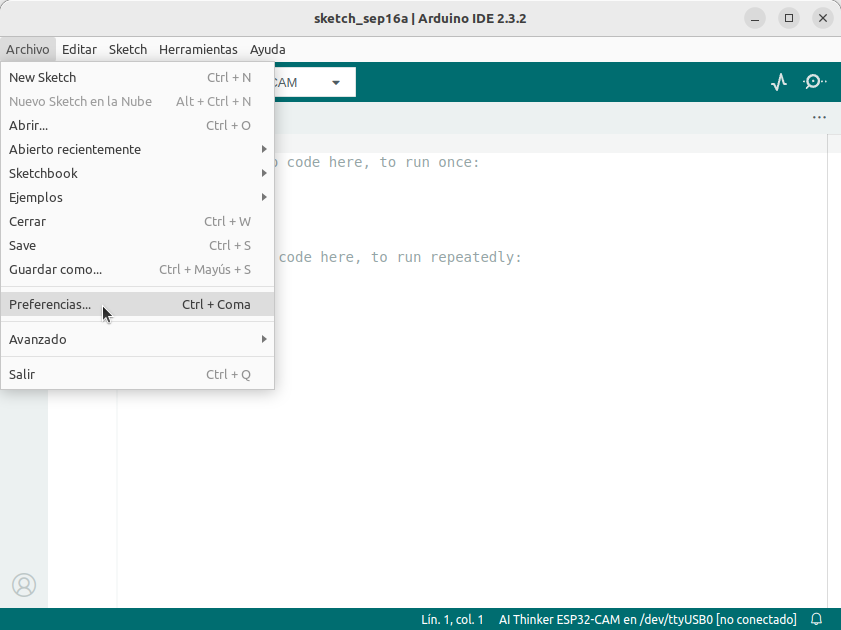 sketch_sep16a | Arduino IDE 2.3.2
Archivo Editar Sketch Herramientas Ayuda
New Sketch Ctrl + N
Nuevo Sketch en la Nube Alt + Ctrl + N
Abrir... Ctrl + O
Abierto recientemente
Sketchbook
Ejemplos
Cerrar Ctrl + W
Save Ctrl + S
Guardar como... Ctrl + Mayús + S
Preferencias... Ctrl + Coma
Avanzado
Salir Ctrl + Q
CAM
code here, to run once:
code here, to run repeatedly:
Lín. 1, col. 1 AI Thinker ESP32-CAM en /dev/ttyUSB0 [no conectado]